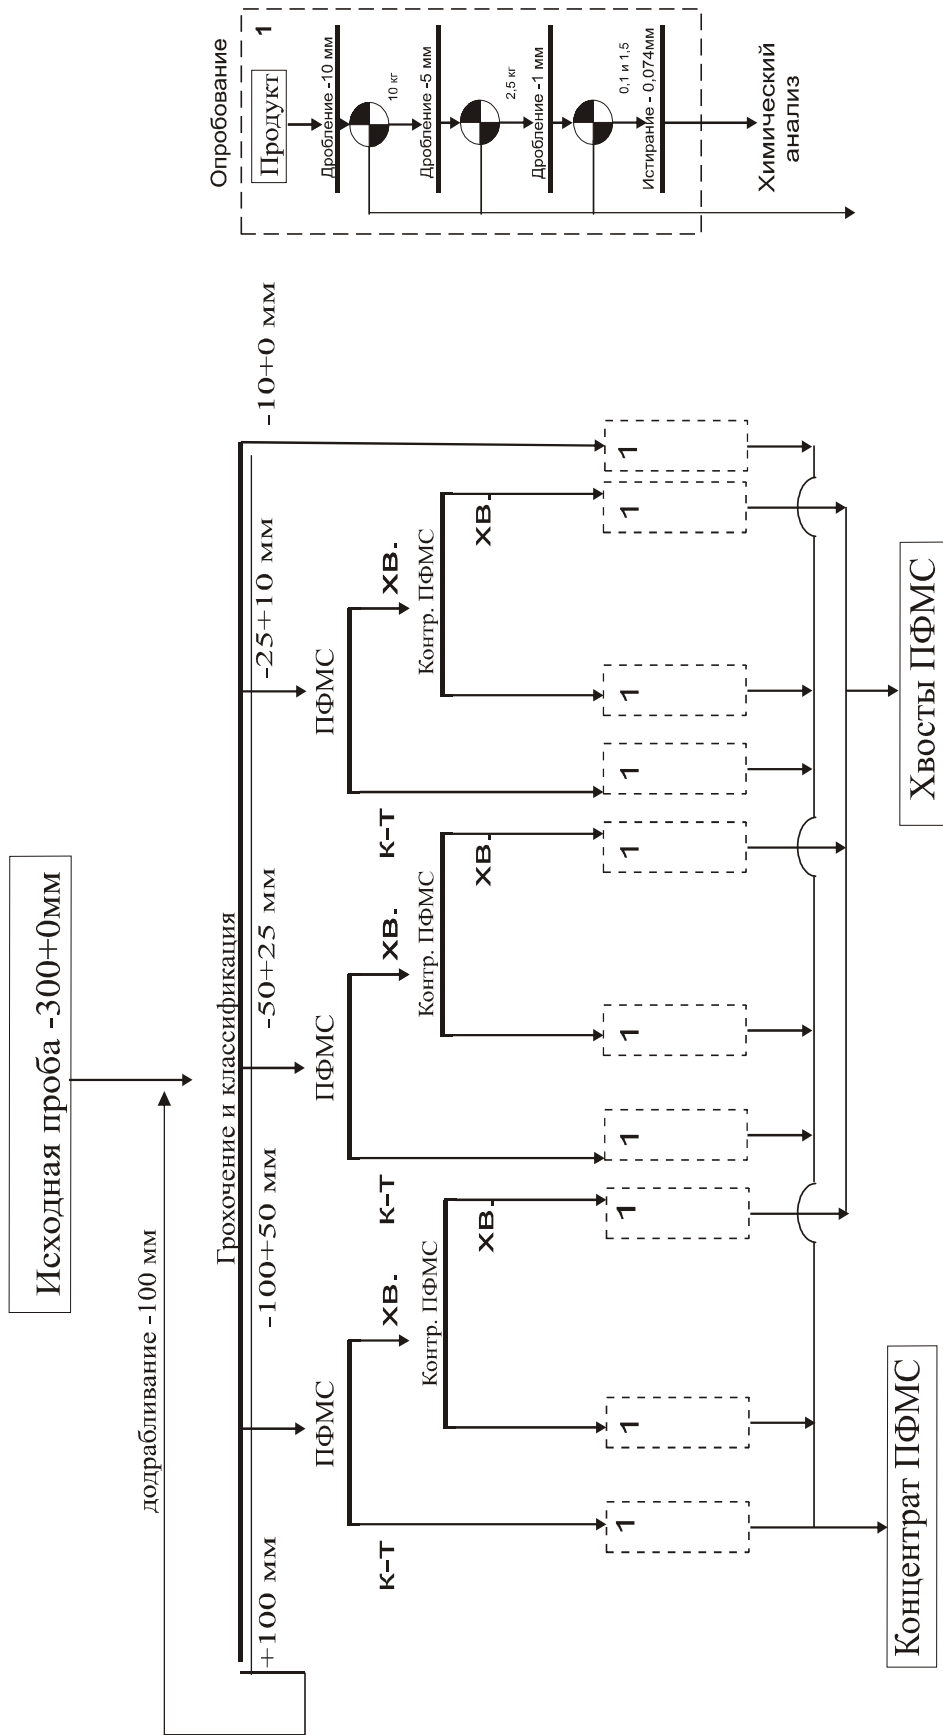 Исходная проба -300+0мм
додрабливание -100 мм
Грохочение и классификация
+100 мм
-100+50 мм
-50+25 мм
-25+10 мм
-10+0 мм
ПФМС
ПФМС
ПФМС
К-Т
ХВ.
К-Т
ХВ.
К-Т
ХВ.
Контр. ПФМС
Контр. ПФМС
Контр. ПФМС
ХВ.
ХВ.
ХВ.
1
1
1
1
1
1
1
1
1
1
Концентрат ПФМС
Хвосты ПФМС
Опробование
Продукт
1
Дробление -10 мм
10 кг
Дробление -5 мм
2,5 кг
Дробление -1 мм
0,1 и 1,5
Истирание - 0,074мм
Химический
анализ